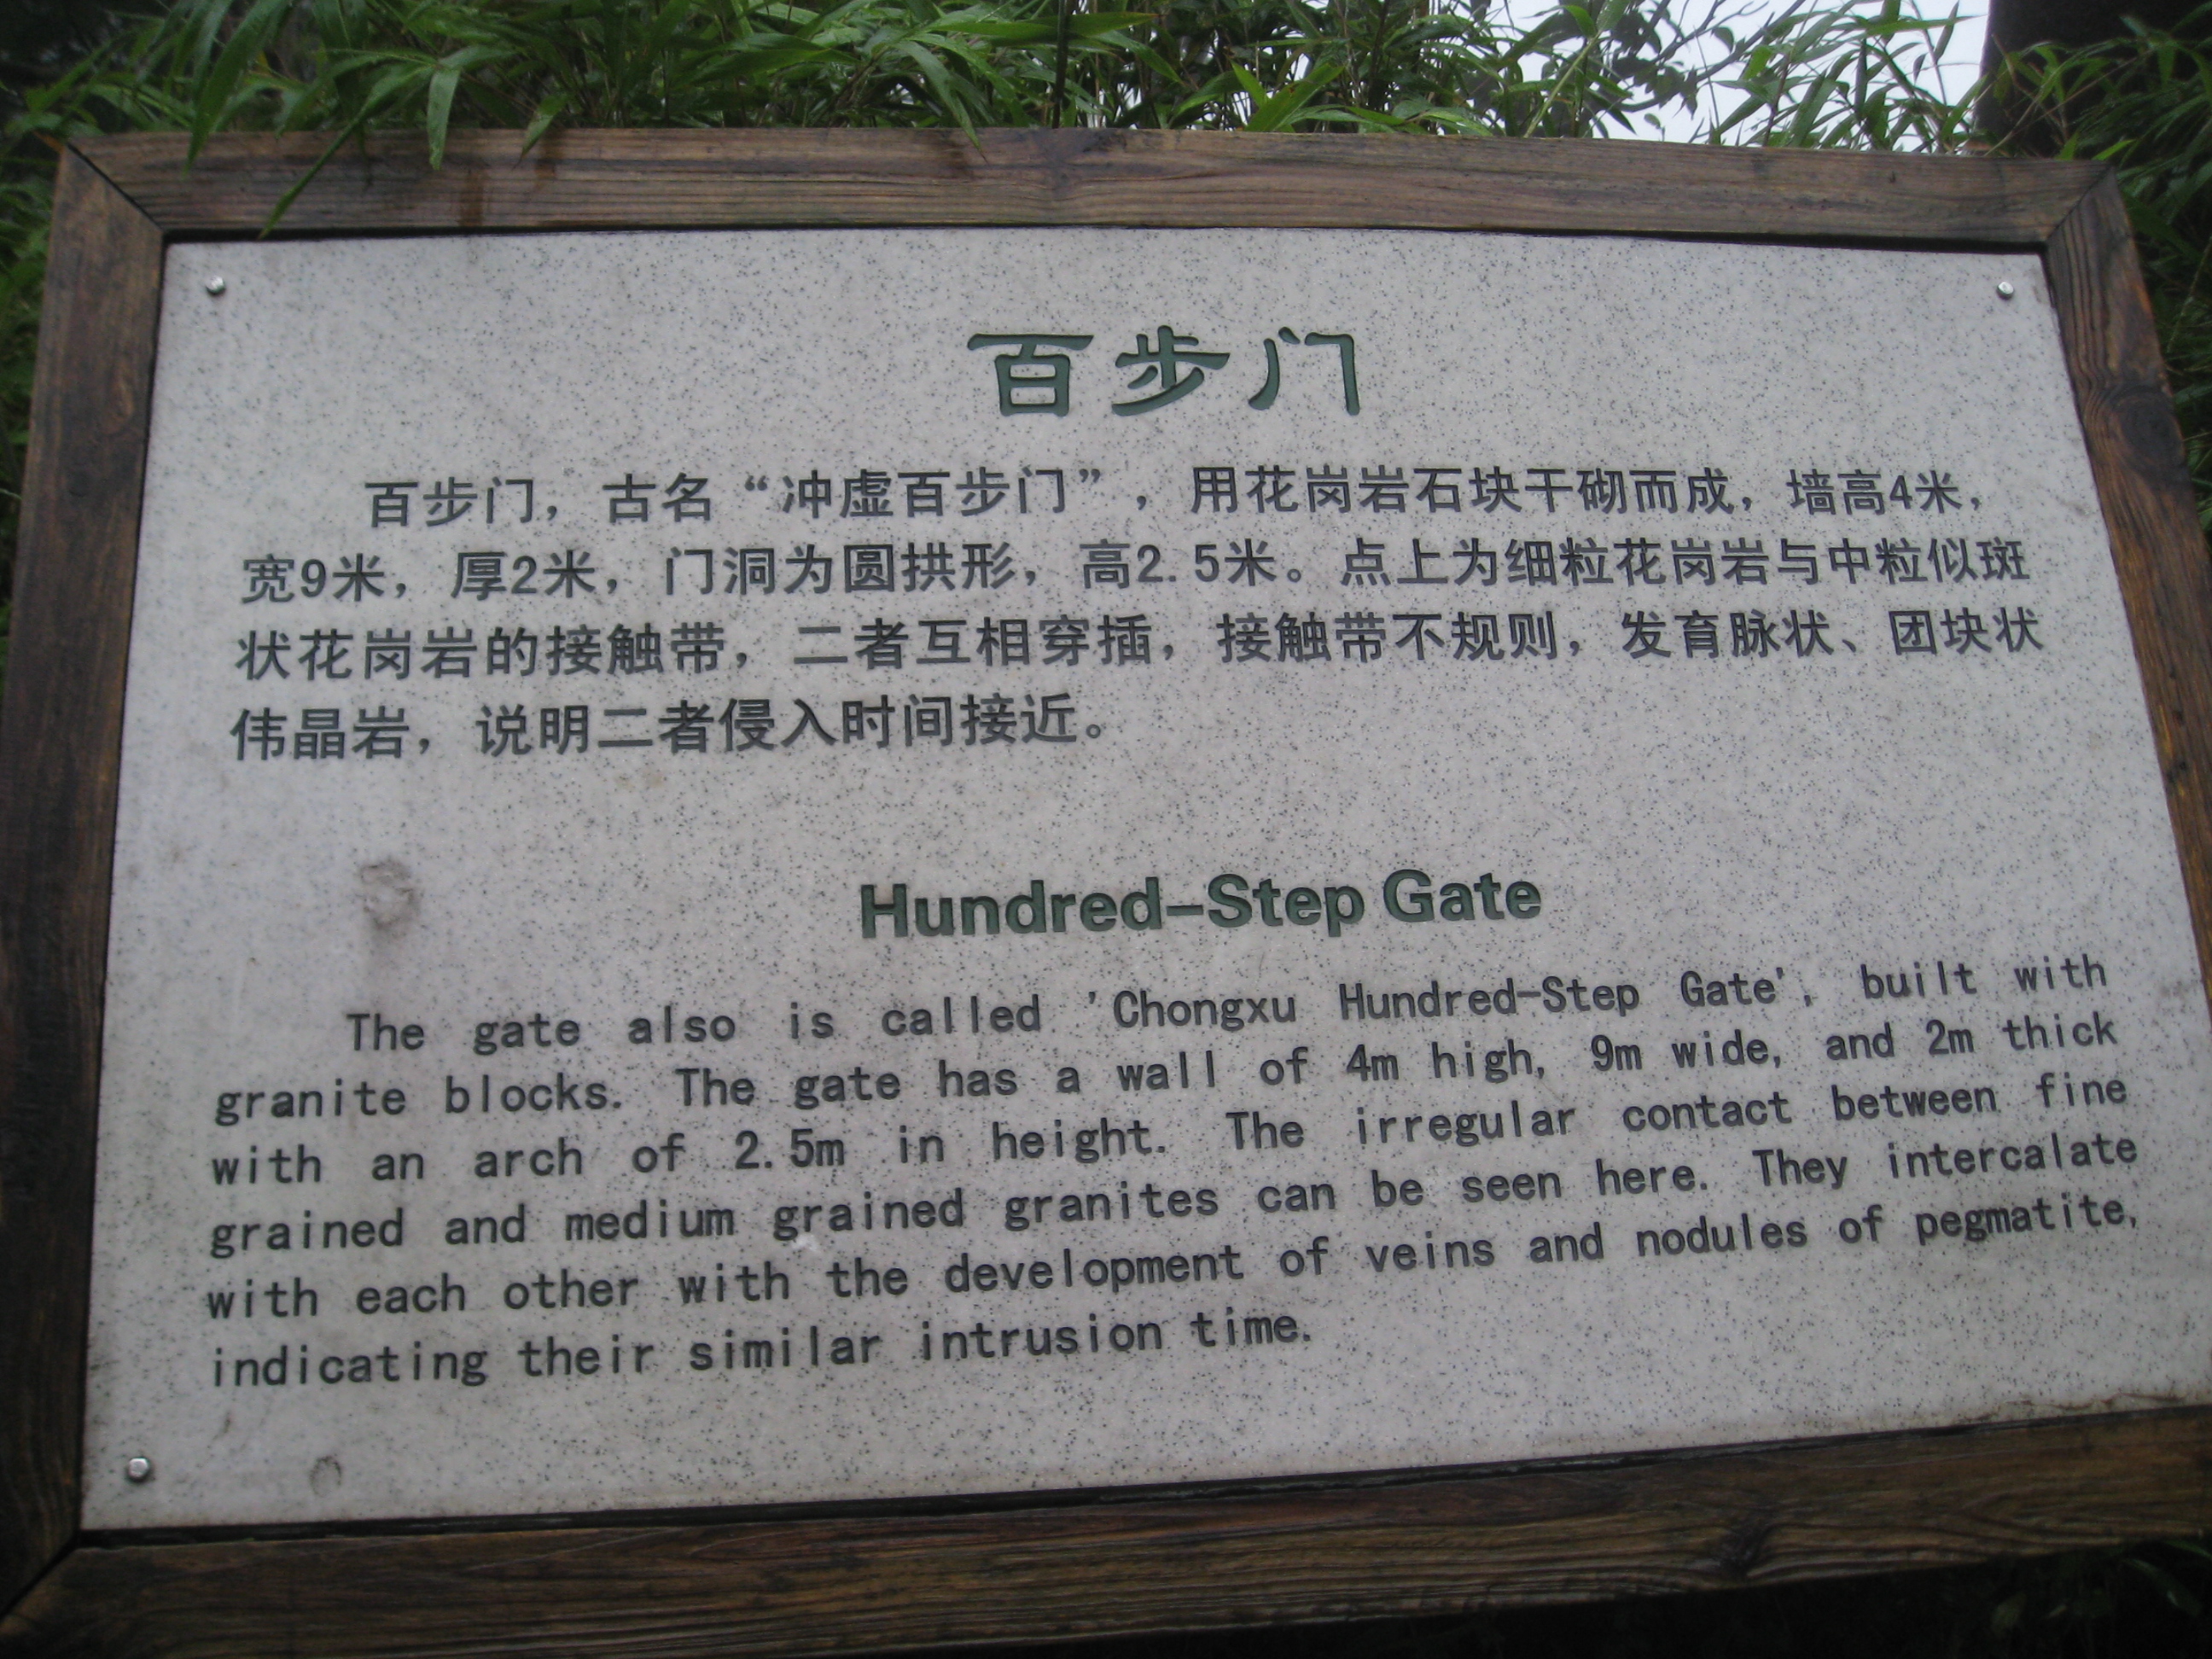 百步门
百步门，古名“冲虚百步门”，用花岗岩石块干砌而成，墙高4米，
宽9米，厚2米，门洞为圆拱形，高2.5米。点上为细粒花岗岩与中粒似斑
状花岗岩的接触带，二者互相穿插，接触带不规则，发育脉状、团块状
伟晶岩，说明二者侵入时间接近。
Hundred-Step Gate
The gate also is called 'Chongxu Hundred-Step Gate', built with
granite blocks. The gate has a wall of 4m high, 9m wide, and 2m thick
with an arch of 2.5m in height. The irregular contact between fine
grained and medium grained granites can be seen here. They intercalate
with each other with the development of veins and nodules of pegmatite,
indicating their similar intrusion time.